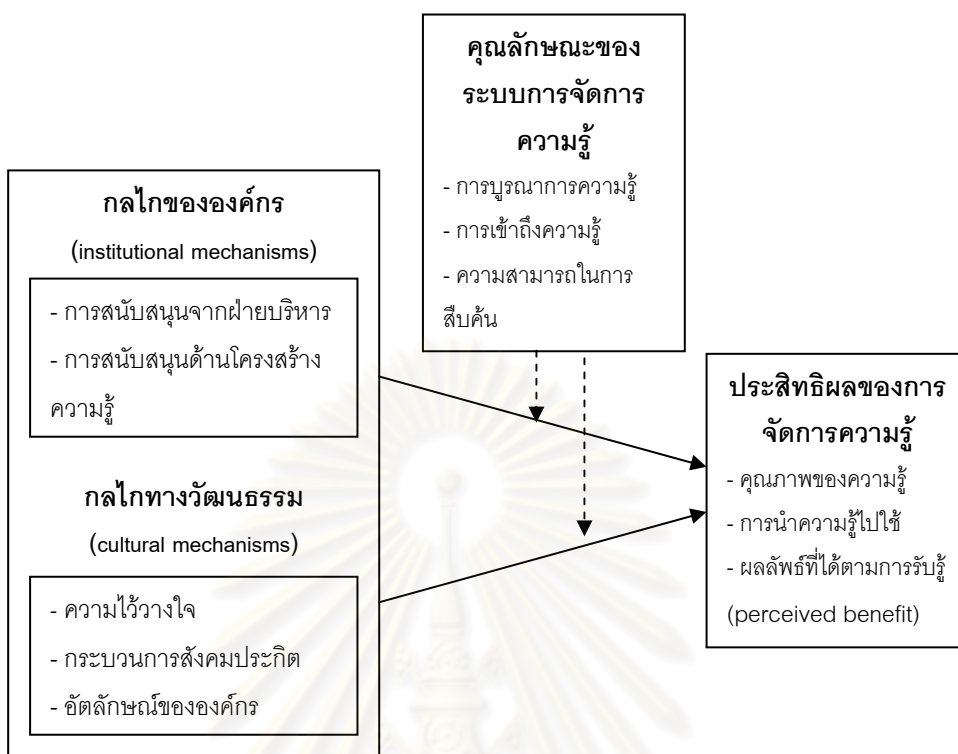 คุณลักษณะของ
ระบบการจัดการ
ความรู้
- การบูรณาการความรู้
- การเข้าถึงความรู้
- ความสามารถในการ
สืบค้น
กลไกขององค์กร
(institutional mechanisms)
- การสนับสนุนจากฝ่ายบริหาร
- การสนับสนุนด้านโครงสร้าง
ความรู้
กลไกทางวัฒนธรรม
(cultural mechanisms)
- ความไว้วางใจ
- กระบวนการสังคมประกิต
- อัตลักษณ์ขององค์กร
ประสิทธิผลของการ
จัดการความรู้
- คุณภาพของความรู้
- การนำความรู้ไปใช้
- ผลลัพธ์ที่ได้ตามการรับรู้
(perceived benefit)